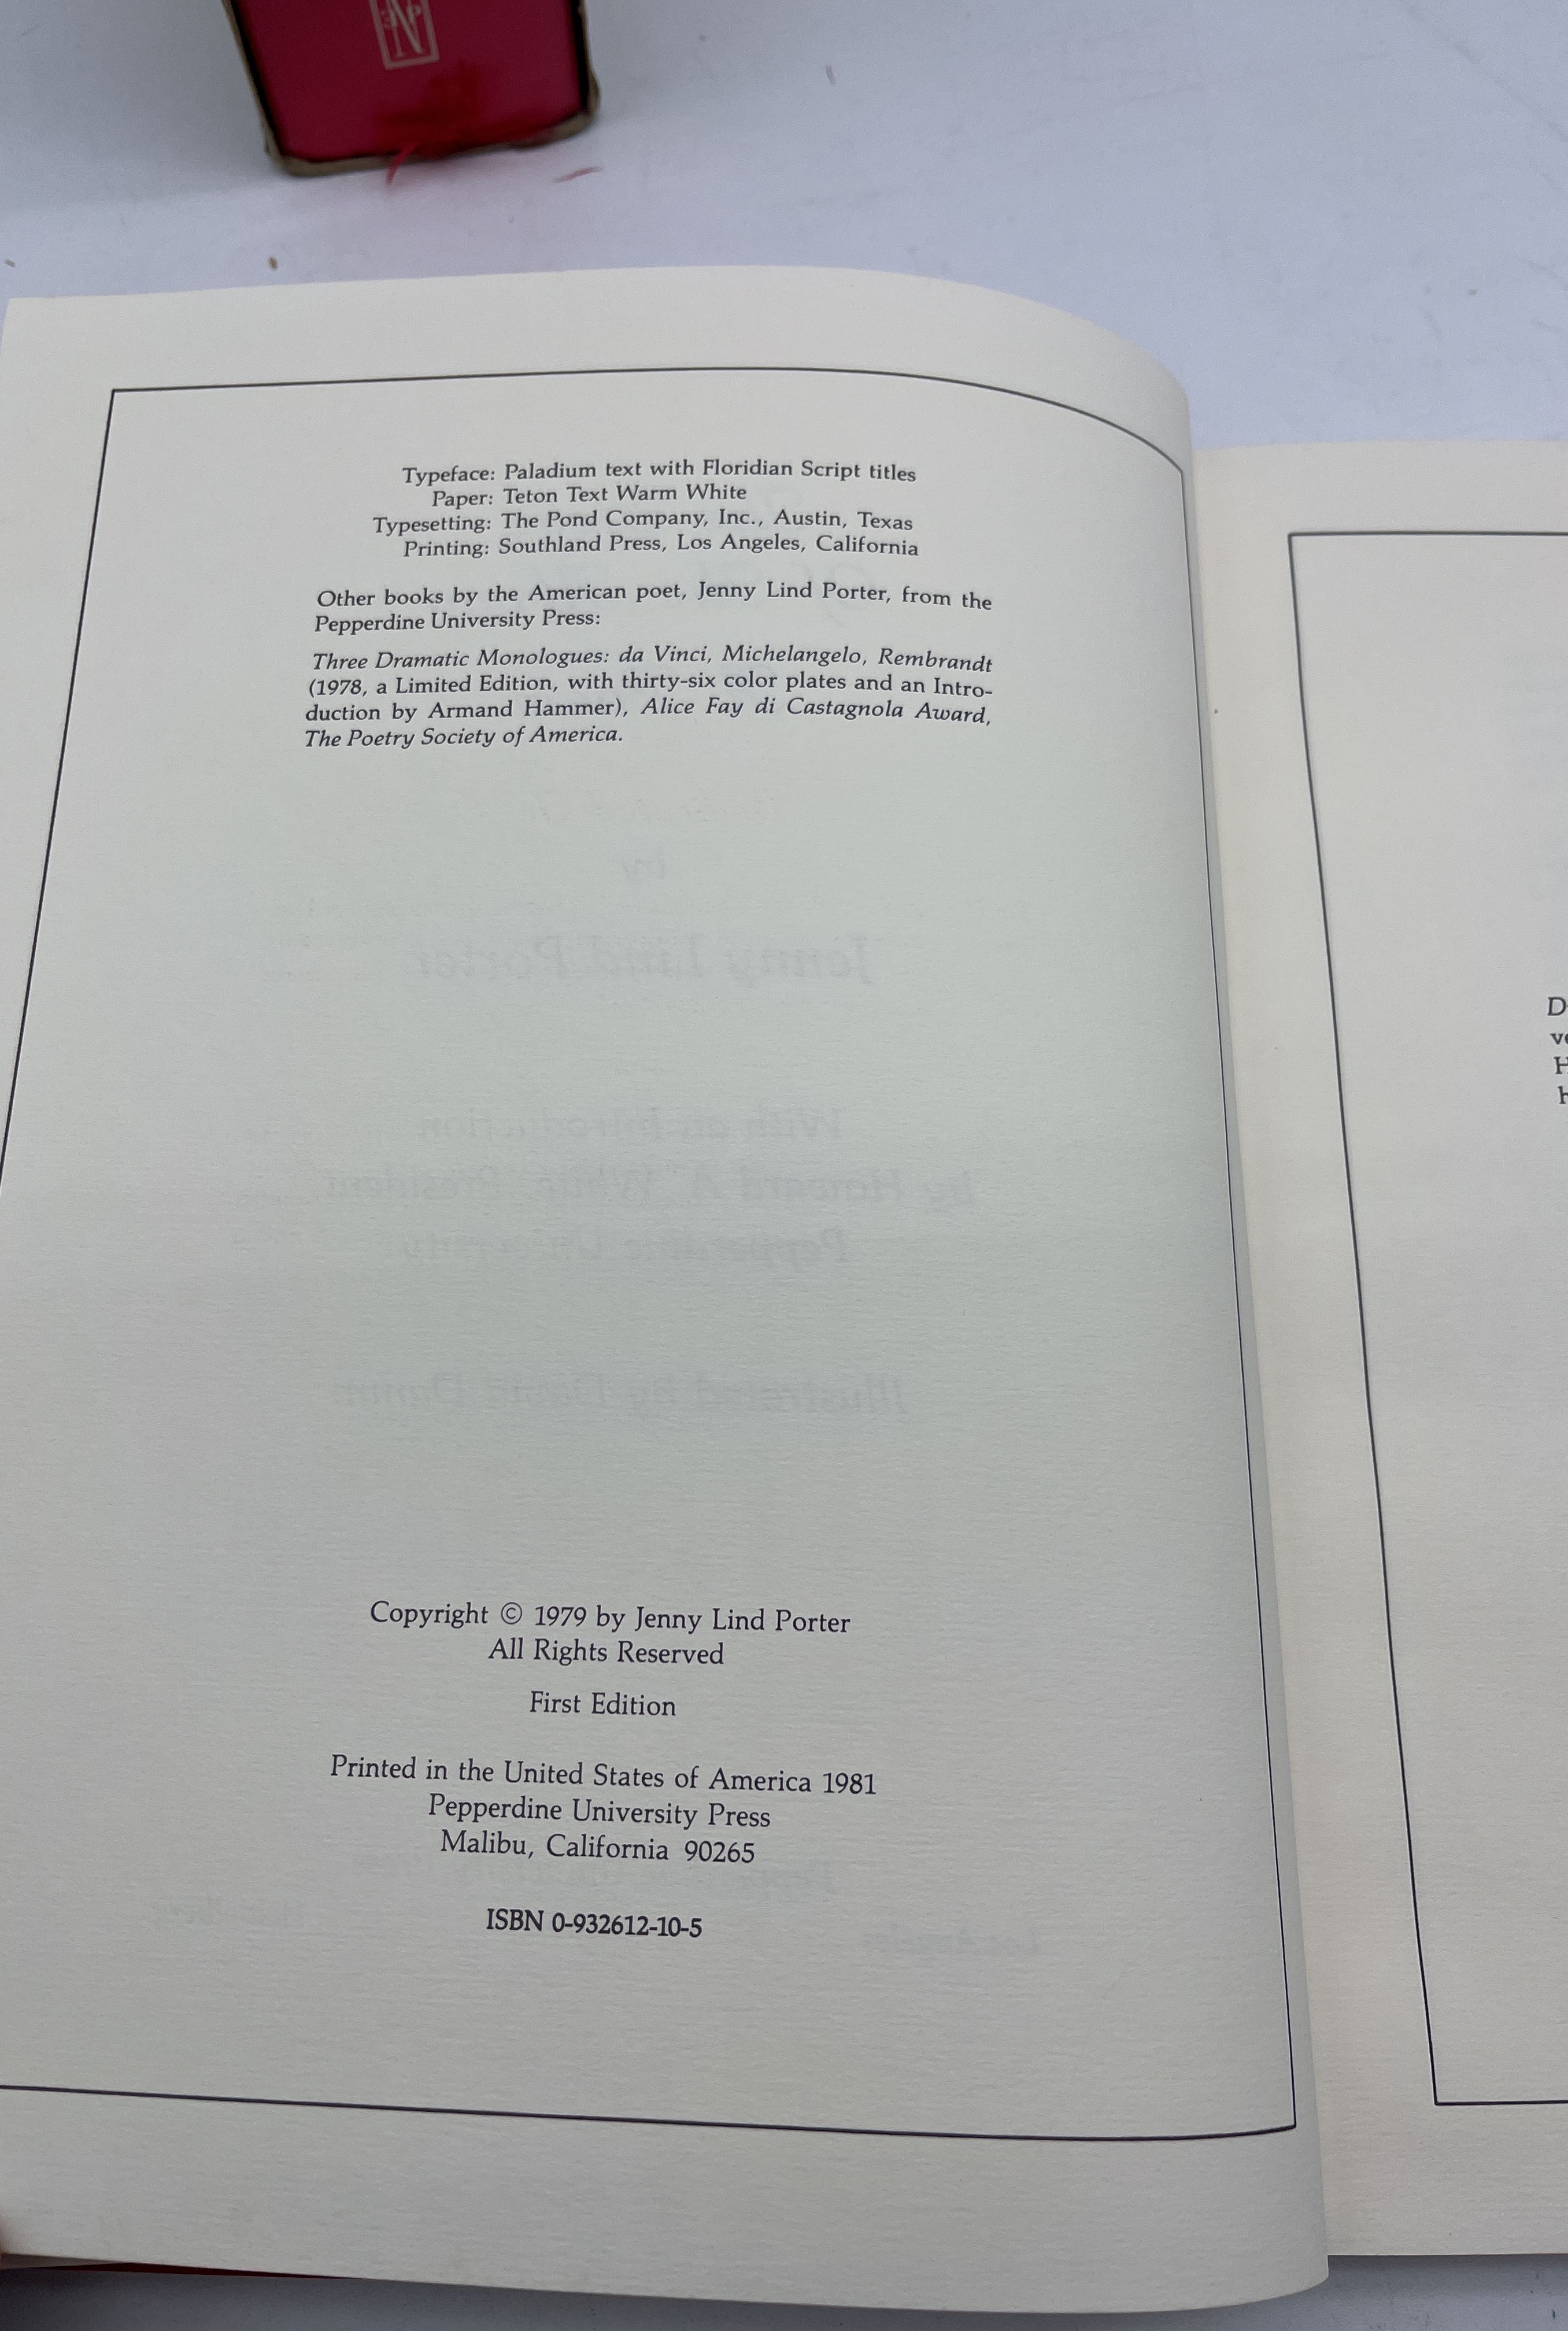 Typeface: Paladium text with Floridian Script titles
Paper: Teton Text Warm White
Typesetting: The Pond Company, Inc., Austin, Texas
Printing: Southland Press, Los Angeles, California
Other books by the American poet, Jenny Lind Porter, from the
Pepperdine University Press:
Three Dramatic Monologues: da Vinci, Michelangelo, Rembrandt
(1978, a Limited Edition, with thirty-six color plates and an Intro-
duction by Armand Hammer), Alice Fay di Castagnola Award,
The Poetry Society of America.
Copyright © 1979 by Jenny Lind Porter
All Rights Reserved
First Edition
Printed in the United States of America 1981
Pepperdine University Press
Malibu, California 90265
ISBN 0-932612-10-5